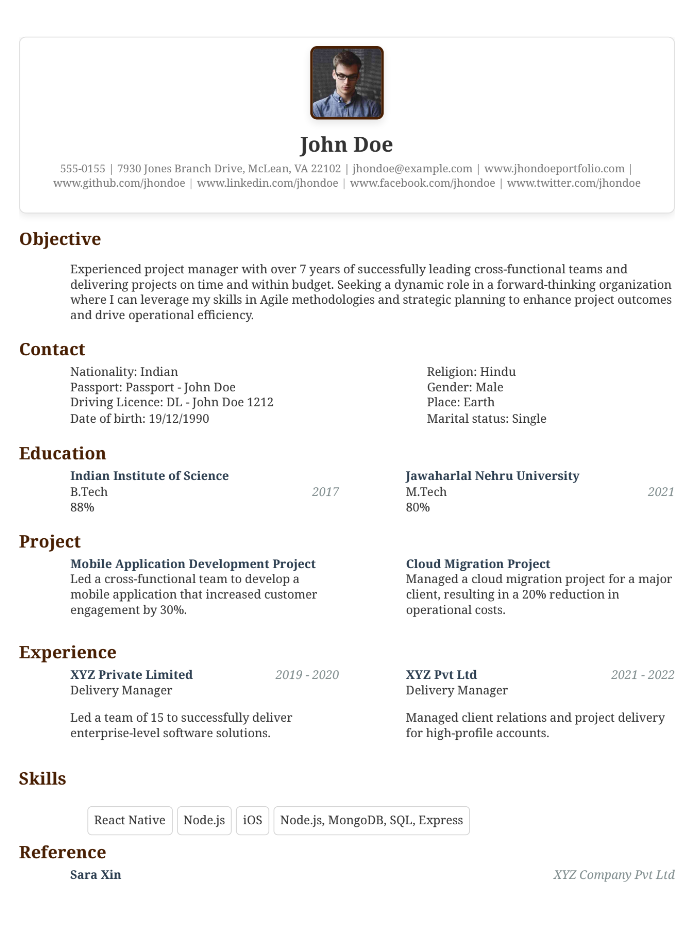 John Doe
555-0155 | 7930 Jones Branch Drive, McLean, VA 22102 | jhondoe@example.com | www.jhondoeportfolio.com |
www.github.com/jhondoe | www.linkedin.com/jhondoe | www.facebook.com/jhondoe | www.twitter.com/jhondoe
Objective
Experienced project manager with over 7 years of successfully leading cross-functional teams and
delivering projects on time and within budget. Seeking a dynamic role in a forward-thinking organization
where I can leverage my skills in Agile methodologies and strategic planning to enhance project outcomes
and drive operational efficiency.
Contact
Nationality: Indian
Religion: Hindu
Passport: Passport - John Doe
Gender: Male
Driving Licence: DL - John Doe 1212
Place: Earth
Date of birth: 19/12/1990
Marital status: Single
Education
Indian Institute of Science
B.Tech 2017
88%
Jawaharlal Nehru University
M.Tech 2021
80%
Project
Mobile Application Development Project
Led a cross-functional team to develop a
mobile application that increased customer
engagement by 30%.
Cloud Migration Project
Managed a cloud migration project for a major
client, resulting in a 20% reduction in
operational costs.
Experience
XYZ Private Limited 2019 - 2020
Delivery Manager
Led a team of 15 to successfully deliver
enterprise-level software solutions.
XYZ Pvt Ltd 2021 - 2022
Delivery Manager
Managed client relations and project delivery
for high-profile accounts.
Skills
React Native Node.js iOS Node.js, MongoDB, SQL, Express
Reference
Sara Xin XYZ Company Pvt Ltd